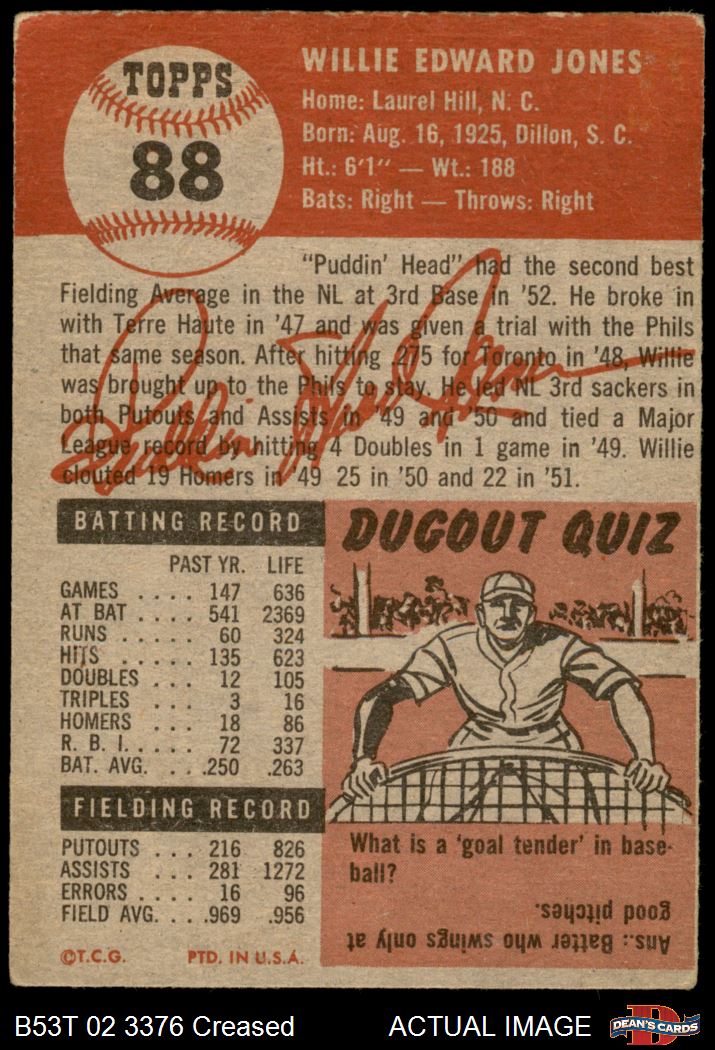 TOPPS
88
WILLIE EDWARD JONES
Home: Laurel Hill, N. C.
Born: Aug. 16, 1925, Dillon, S. C.
Ht.: 6'1" — Wt.: 188
Bats: Right — Throws: Right
"Puddin' Head" had the second best
Fielding Average in the NL at 3rd Base in '52. He broke in
with Terre Haute in '47 and was given a trial with the Phils
that same season. After hitting .275 for Toronto in '48, Willie
was brought up to the Phils to stay. He led NL 3rd sackers in
both Putouts and Assists in '49 and '50 and tied a Major
League record by hitting 4 Doubles in 1 game in '49. Willie
clouted 19 Homers in '49 25 in '50 and 22 in '51.
BATTING RECORD
PAST YR. LIFE
GAMES .... 147 636
AT BAT .... 541 2369
RUNS ..... 60 324
HITS ..... 135 623
DOUBLES ... 12 105
TRIPLES ... 3 16
HOMERS ... 18 86
R. B. I. .... 72 337
BAT. AVG. ... .250 .263
FIELDING RECORD
PUTOUTS ... 216 826
ASSISTS ... 281 1272
ERRORS ... 16 96
FIELD AVG. ... .969 .956
©T.C.G. PTD. IN U.S.A.
DUGOUT QUIZ
What is a 'goal tender' in base-
ball?
Ans.: Batter who swings only at
good pitches.
B53T 02 3376 Creased ACTUAL IMAGE
DEAN'S CARDS